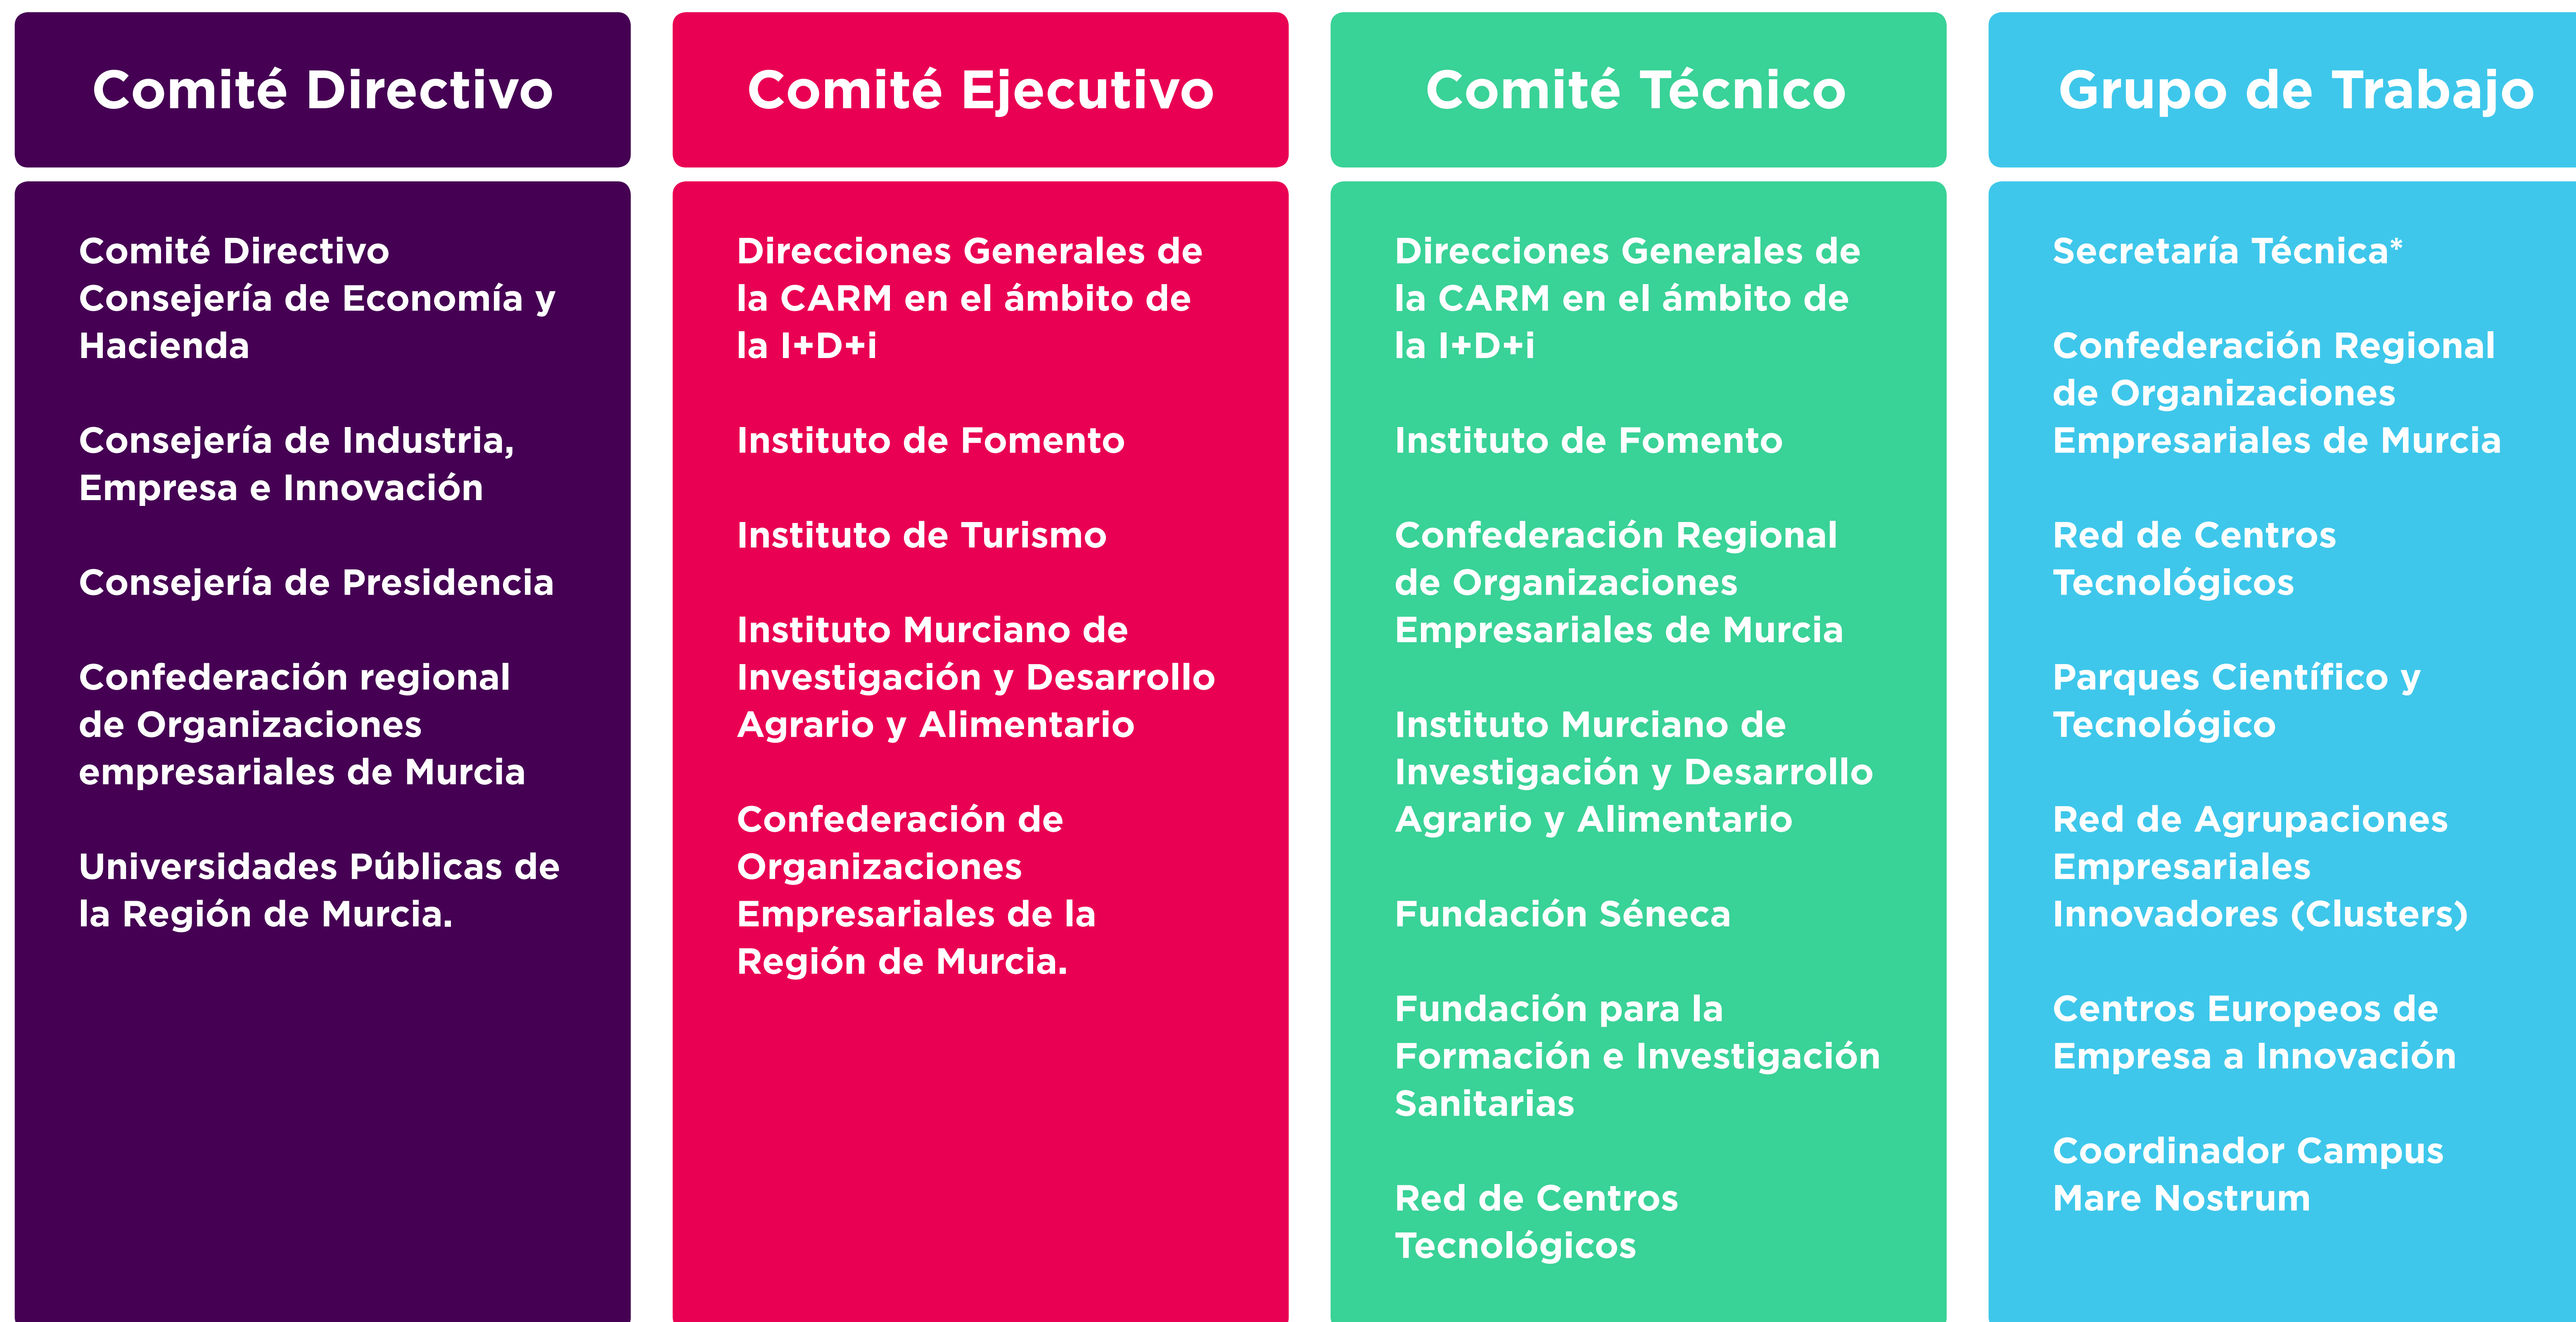 Comité Directivo
Comité Directivo
Consejería de Economía y
Hacienda
Consejería de Industria,
Empresa e Innovación
Consejería de Presidencia
Confederación regional
de Organizaciones
empresariales de Murcia
Universidades Públicas de
la Región de Murcia.
Comité Ejecutivo
Direcciones Generales de
la CARM en el ámbito de
la I+D+i
Instituto de Fomento
Instituto de Turismo
Instituto Murciano de
Investigación y Desarrollo
Agrario y Alimentario
Confederación de
Organizaciones
Empresariales de la
Región de Murcia.
Comité Técnico
Direcciones Generales de
la CARM en el ámbito de
la I+D+i
Instituto de Fomento
Confederación Regional
de Organizaciones
Empresariales de Murcia
Instituto Murciano de
Investigación y Desarrollo
Agrario y Alimentario
Fundación Séneca
Fundación para la
Formación e Investigación
Sanitarias
Red de Centros
Tecnológicos
Grupo de Trabajo
Secretaría Técnica*
Confederación Regional
de Organizaciones
Empresariales de Murcia
Red de Centros
Tecnológicos
Parques Científico y
Tecnológico
Red de Agrupaciones
Empresariales
Innovadores (Clusters)
Centros Europeos de
Empresa a Innovación
Coordinador Campus
Mare Nostrum